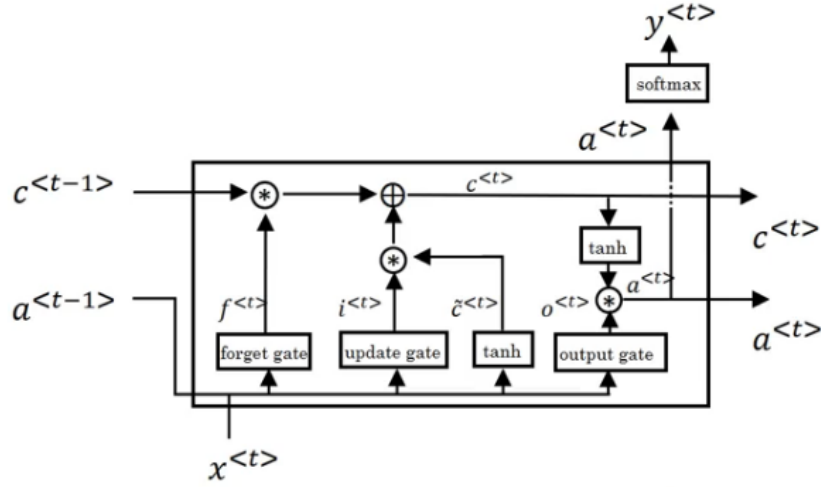 y<t>
softmax
a<t>
c<t-1>
c<t>
c<t>
tanh
a<t-1>
f<t>
i<t>
c̃<t>
o<t>
a<t>
a<t>
forget gate
update gate
tanh
output gate
x<t>